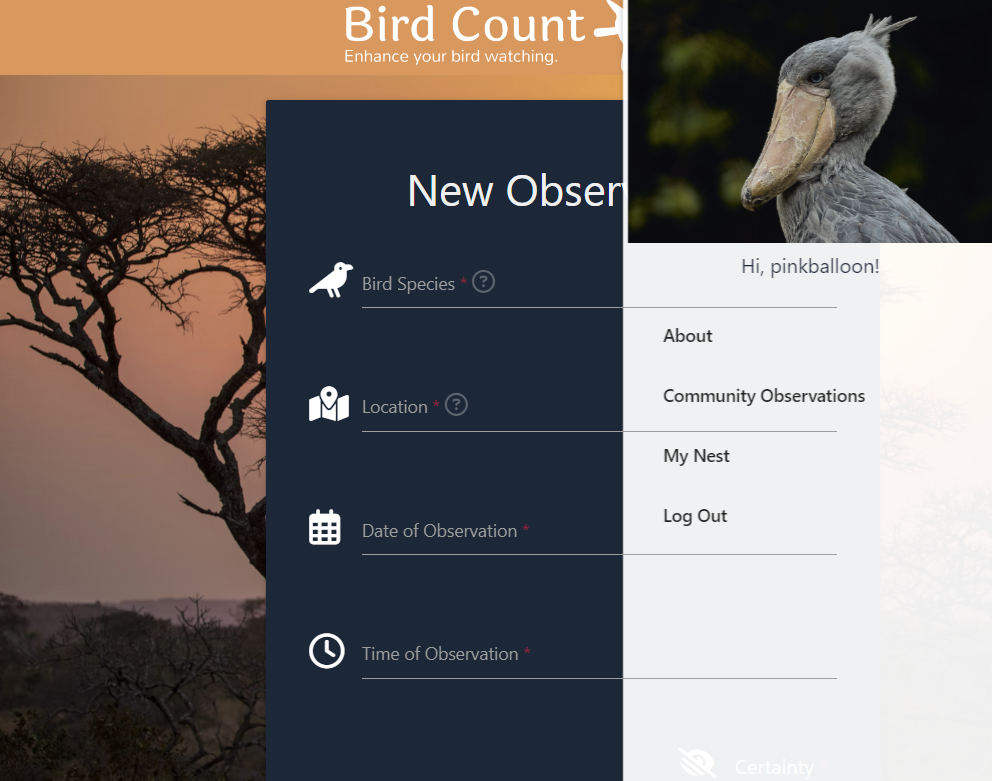 Bird Count
Enhance your bird watching.
New Obser
Hi, pinkballoon!
Bird Species * ?
About
Community Observations
Location * ?
My Nest
Log Out
Date of Observation *
Time of Observation *
Certainty